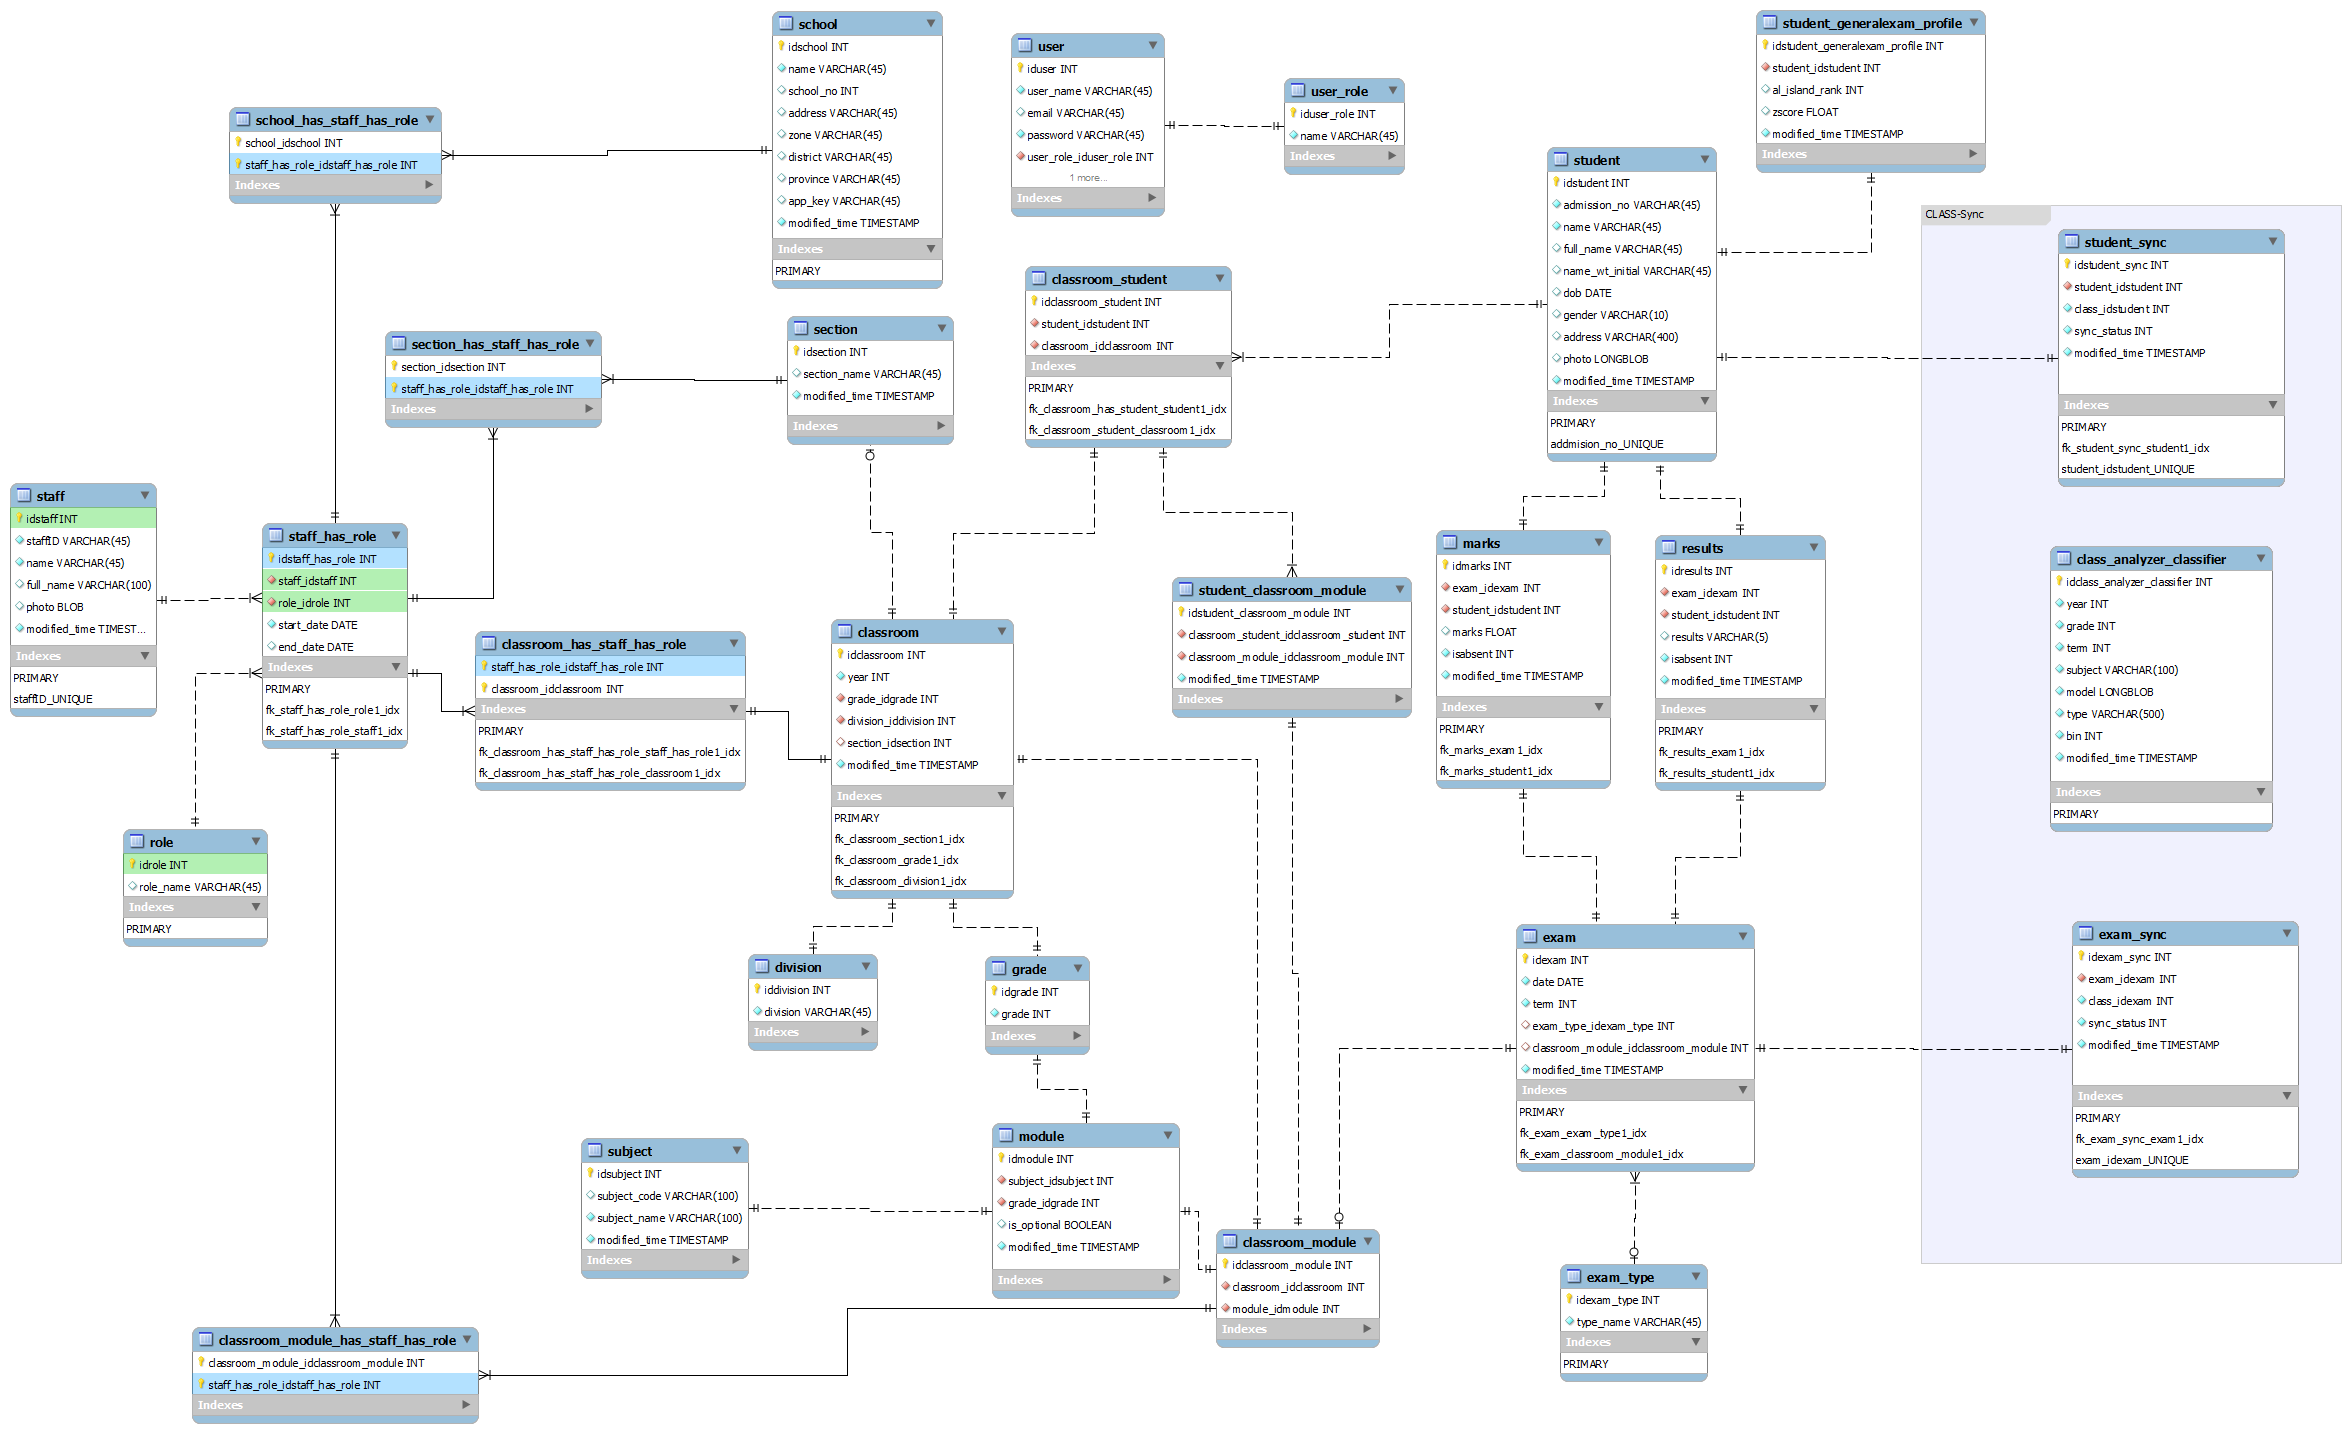 school
idschool INT
name VARCHAR(45)
school_no INT
address VARCHAR(45)
zone VARCHAR(45)
district VARCHAR(45)
province VARCHAR(45)
app_key VARCHAR(45)
modified_time TIMESTAMP
Indexes
PRIMARY
user
iduser INT
user_name VARCHAR(45)
email VARCHAR(45)
password VARCHAR(45)
user_role_iduser_role INT
1 more...
Indexes
user_role
iduser_role INT
name VARCHAR(45)
Indexes
student_generalexam_profile
idstudent_generalexam_profile INT
student_idstudent INT
al_island_rank INT
zscore FLOAT
modified_time TIMESTAMP
Indexes
school_has_staff_has_role
school_idschool INT
staff_has_role_idstaff_has_role INT
Indexes
student
idstudent INT
admission_no VARCHAR(45)
name VARCHAR(45)
full_name VARCHAR(45)
name_wt_initial VARCHAR(45)
dob DATE
gender VARCHAR(10)
address VARCHAR(400)
photo LONGBLOB
modified_time TIMESTAMP
Indexes
PRIMARY
addmision_no_UNIQUE
CLASS-Sync
student_sync
idstudent_sync INT
student_idstudent INT
class_idstudent INT
sync_status INT
modified_time TIMESTAMP
Indexes
PRIMARY
fk_student_sync_student1_idx
student_idstudent_UNIQUE
classroom_student
idclassroom_student INT
student_idstudent INT
classroom_idclassroom INT
Indexes
PRIMARY
fk_classroom_has_student_student1_idx
fk_classroom_student_classroom1_idx
section_has_staff_has_role
section_idsection INT
staff_has_role_idstaff_has_role INT
Indexes
section
idsection INT
section_name VARCHAR(45)
modified_time TIMESTAMP
Indexes
staff
idstaff INT
staffID VARCHAR(45)
name VARCHAR(45)
full_name VARCHAR(100)
photo BLOB
modified_time TIMEST...
Indexes
PRIMARY
staffID_UNIQUE
staff_has_role
idstaff_has_role INT
staff_idstaff INT
role_idrole INT
start_date DATE
end_date DATE
Indexes
PRIMARY
fk_staff_has_role_role1_idx
fk_staff_has_role_staff1_idx
classroom_has_staff_has_role
staff_has_role_idstaff_has_role INT
classroom_idclassroom INT
Indexes
PRIMARY
fk_classroom_has_staff_has_role_staff_has_role1_idx
fk_classroom_has_staff_has_role_classroom1_idx
classroom
idclassroom INT
year INT
grade_idgrade INT
division_iddivision INT
section_idsection INT
modified_time TIMESTAMP
Indexes
PRIMARY
fk_classroom_section1_idx
fk_classroom_grade1_idx
fk_classroom_division1_idx
student_classroom_module
idstudent_classroom_module INT
classroom_student_idclassroom_student INT
classroom_module_idclassroom_module INT
modified_time TIMESTAMP
Indexes
marks
idmarks INT
exam_idexam INT
student_idstudent INT
marks FLOAT
isabsent INT
modified_time TIMESTAMP
Indexes
PRIMARY
fk_marks_exam1_idx
fk_marks_student1_idx
results
idresults INT
exam_idexam INT
student_idstudent INT
results VARCHAR(5)
isabsent INT
modified_time TIMESTAMP
Indexes
PRIMARY
fk_results_exam1_idx
fk_results_student1_idx
class_analyzer_classifier
idclass_analyzer_classifier INT
year INT
grade INT
term INT
subject VARCHAR(100)
model LONGBLOB
type VARCHAR(500)
bin INT
modified_time TIMESTAMP
Indexes
PRIMARY
role
idrole INT
role_name VARCHAR(45)
Indexes
PRIMARY
division
iddivision INT
division VARCHAR(45)
Indexes
grade
idgrade INT
grade INT
Indexes
exam
idexam INT
date DATE
term INT
exam_type_idexam_type INT
classroom_module_idclassroom_module INT
modified_time TIMESTAMP
Indexes
PRIMARY
fk_exam_exam_type1_idx
fk_exam_classroom_module1_idx
exam_sync
idexam_sync INT
exam_idexam INT
class_idexam INT
sync_status INT
modified_time TIMESTAMP
Indexes
PRIMARY
fk_exam_sync_exam1_idx
exam_idexam_UNIQUE
subject
idsubject INT
subject_code VARCHAR(100)
subject_name VARCHAR(100)
modified_time TIMESTAMP
Indexes
module
idmodule INT
subject_idsubject INT
grade_idgrade INT
is_optional BOOLEAN
modified_time TIMESTAMP
Indexes
classroom_module
idclassroom_module INT
classroom_idclassroom INT
module_idmodule INT
Indexes
exam_type
idexam_type INT
type_name VARCHAR(45)
Indexes
PRIMARY
classroom_module_has_staff_has_role
classroom_module_idclassroom_module INT
staff_has_role_idstaff_has_role INT
Indexes